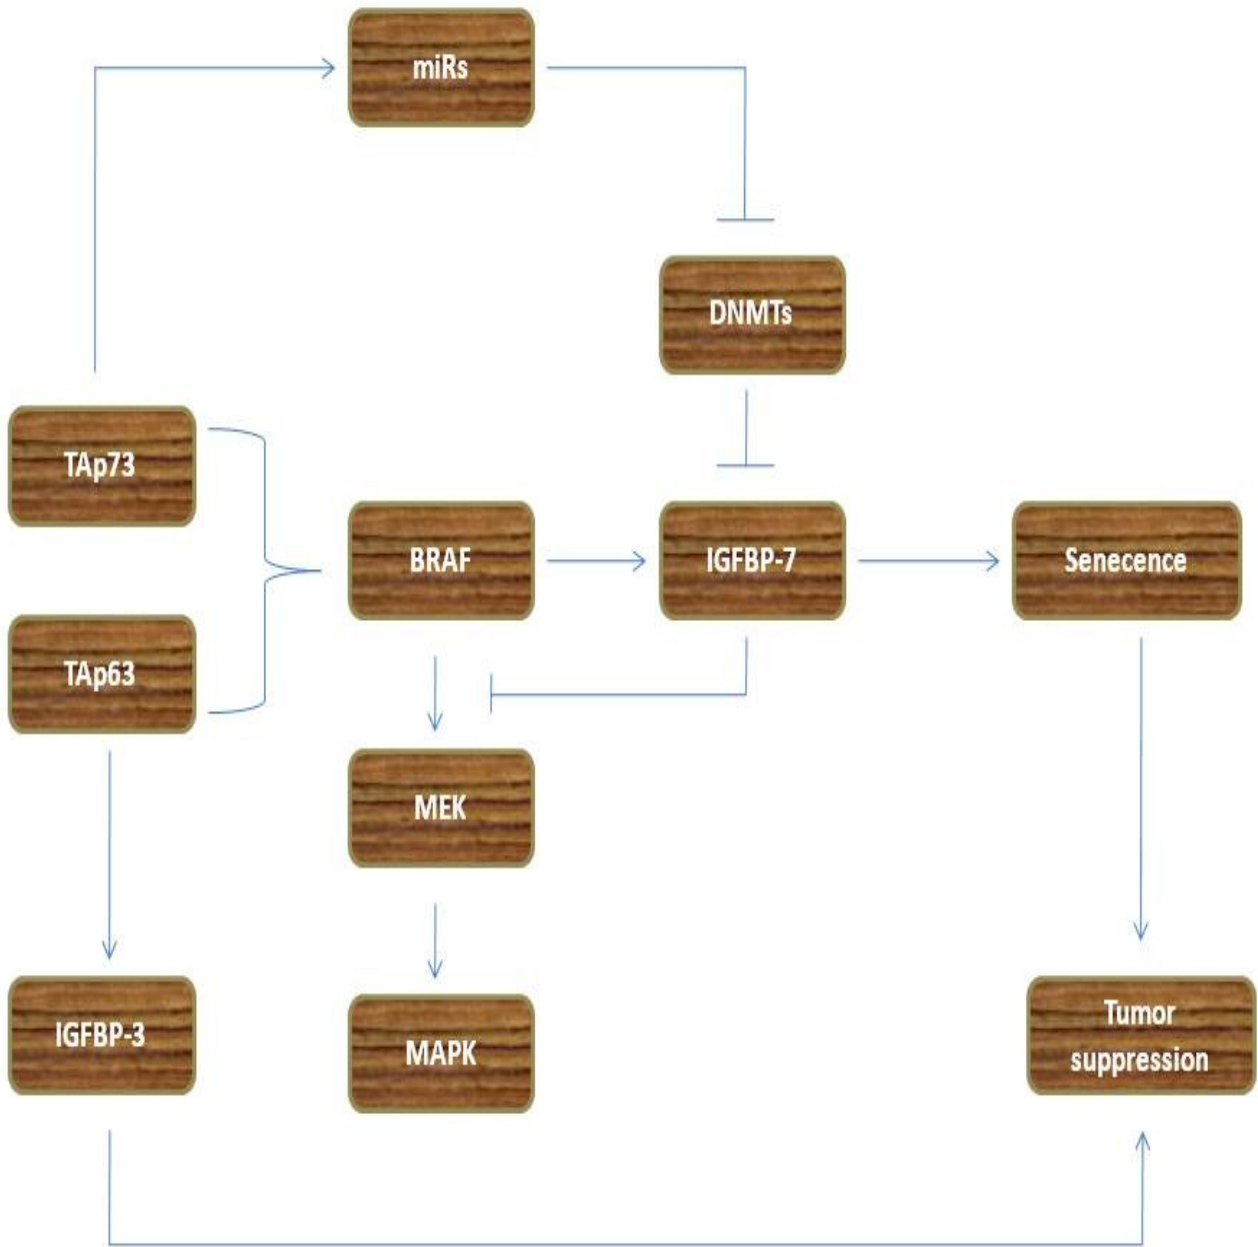 miRs
DNMTs
TAp73
BRAF
IGFBP-7
Senecence
TAp63
MEK
IGFBP-3
MAPK
Tumor
suppression